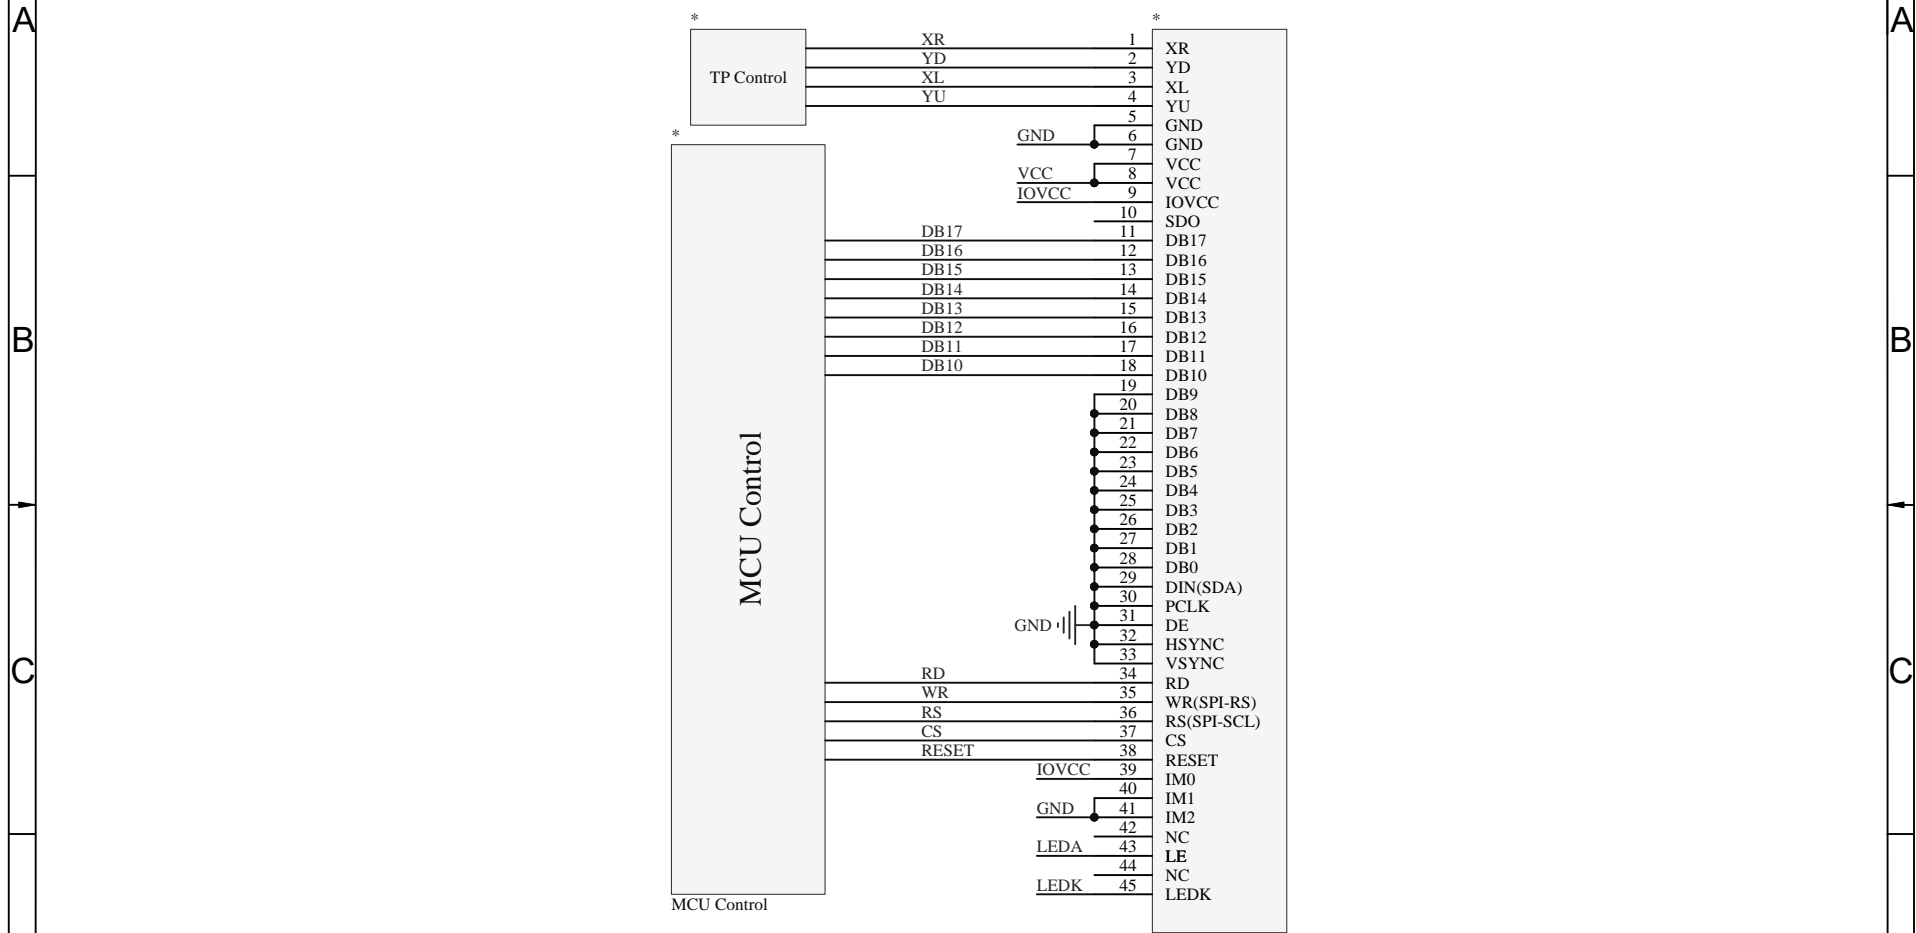 A
A
*
*
TP Control
XR 1 XR
YD 2 YD
XL 3 XL
YU 4 YU
5 GND
*
GND 6 GND
7 VCC
VCC 8 VCC
IOVCC 9 IOVCC
10 SDO
DB17 11 DB17
DB16 12 DB16
DB15 13 DB15
DB14 14 DB14
DB13 15 DB13
B
B
DB12 16 DB12
DB11 17 DB11
DB10 18 DB10
19 DB9
20 DB8
21 DB7
22 DB6
23 DB5
24 DB4
25 DB3
MCU Control
26 DB2
27 DB1
28 DB0
29 DIN(SDA)
30 PCLK
GND 31 DE
32 HSYNC
33 VSYNC
C
C
RD 34 RD
WR 35 WR(SPI-RS)
RS 36 RS(SPI-SCL)
CS 37 CS
RESET 38 RESET
IOVCC 39 IM0
40 IM1
GND 41 IM2
42 NC
LEDA 43 LE
44 NC
LEDK 45 LEDK
MCU Control